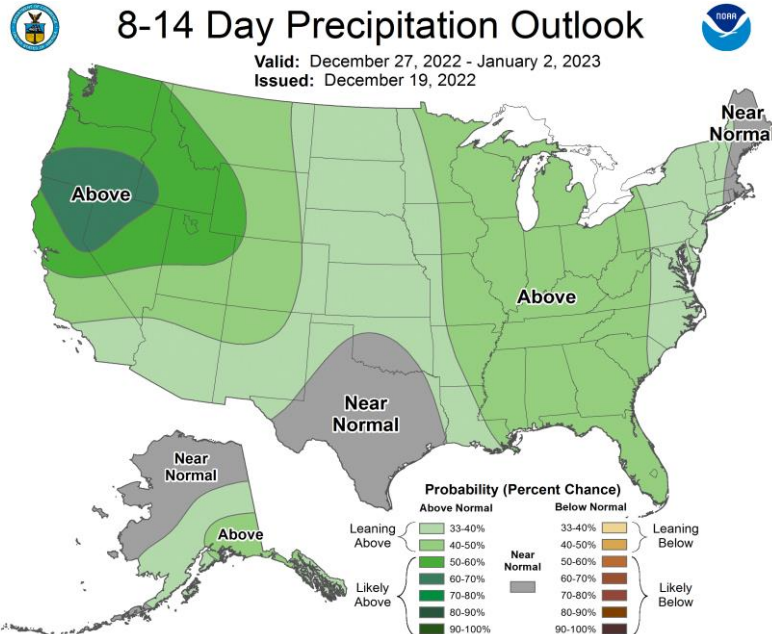 8-14 Day Precipitation Outlook
NOAA
Valid: December 27, 2022 - January 2, 2023
Issued: December 19, 2022
Near
Normal
Above
Above
Near
Normal
Near
Normal
Above
Probability (Percent Chance)
Above Normal
Below Normal
Leaning
Above
33-40%
40-50%
Likely
Above
50-60%
60-70%
70-80%
80-90%
90-100%
Near
Normal
33-40%
40-50%
Leaning
Below
50-60%
60-70%
70-80%
80-90%
90-100%
Likely
Below